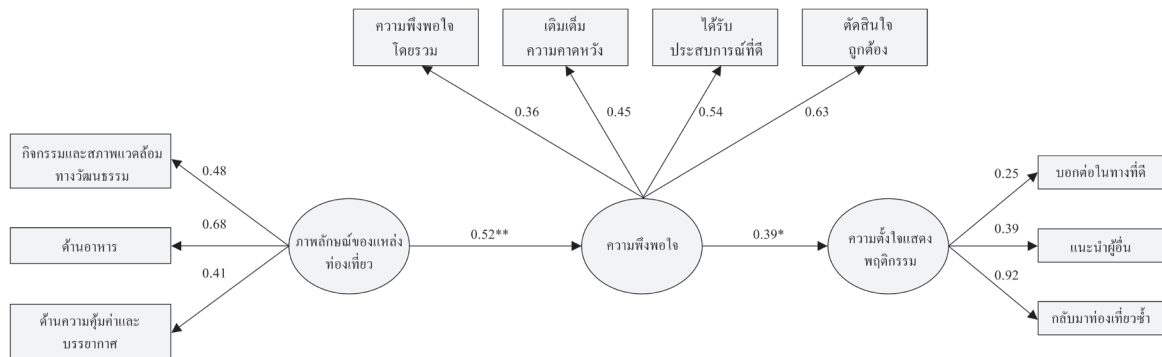 ความพึงพอใจ
โดยรวม
เติมเต็ม
ความคาดหวัง
ได้รับ
ประสบการณ์ที่ดี
ตัดสินใจ
ถูกต้อง
0.36
0.45
0.54
0.63
กิจกรรมและสภาพแวดล้อม
ทางวัฒนธรรม
ด้านอาหาร
ด้านความคุ้มค่าและ
บรรยากาศ
0.48
0.68
0.41
ภาพลักษณ์ของแหล่ง
ท่องเที่ยว
0.52**
ความพึงพอใจ
0.39*
ความตั้งใจแสดง
พฤติกรรม
0.25
0.39
0.92
บอกต่อในทางที่ดี
แนะนำผู้อื่น
กลับมาท่องเที่ยวซ้ำ